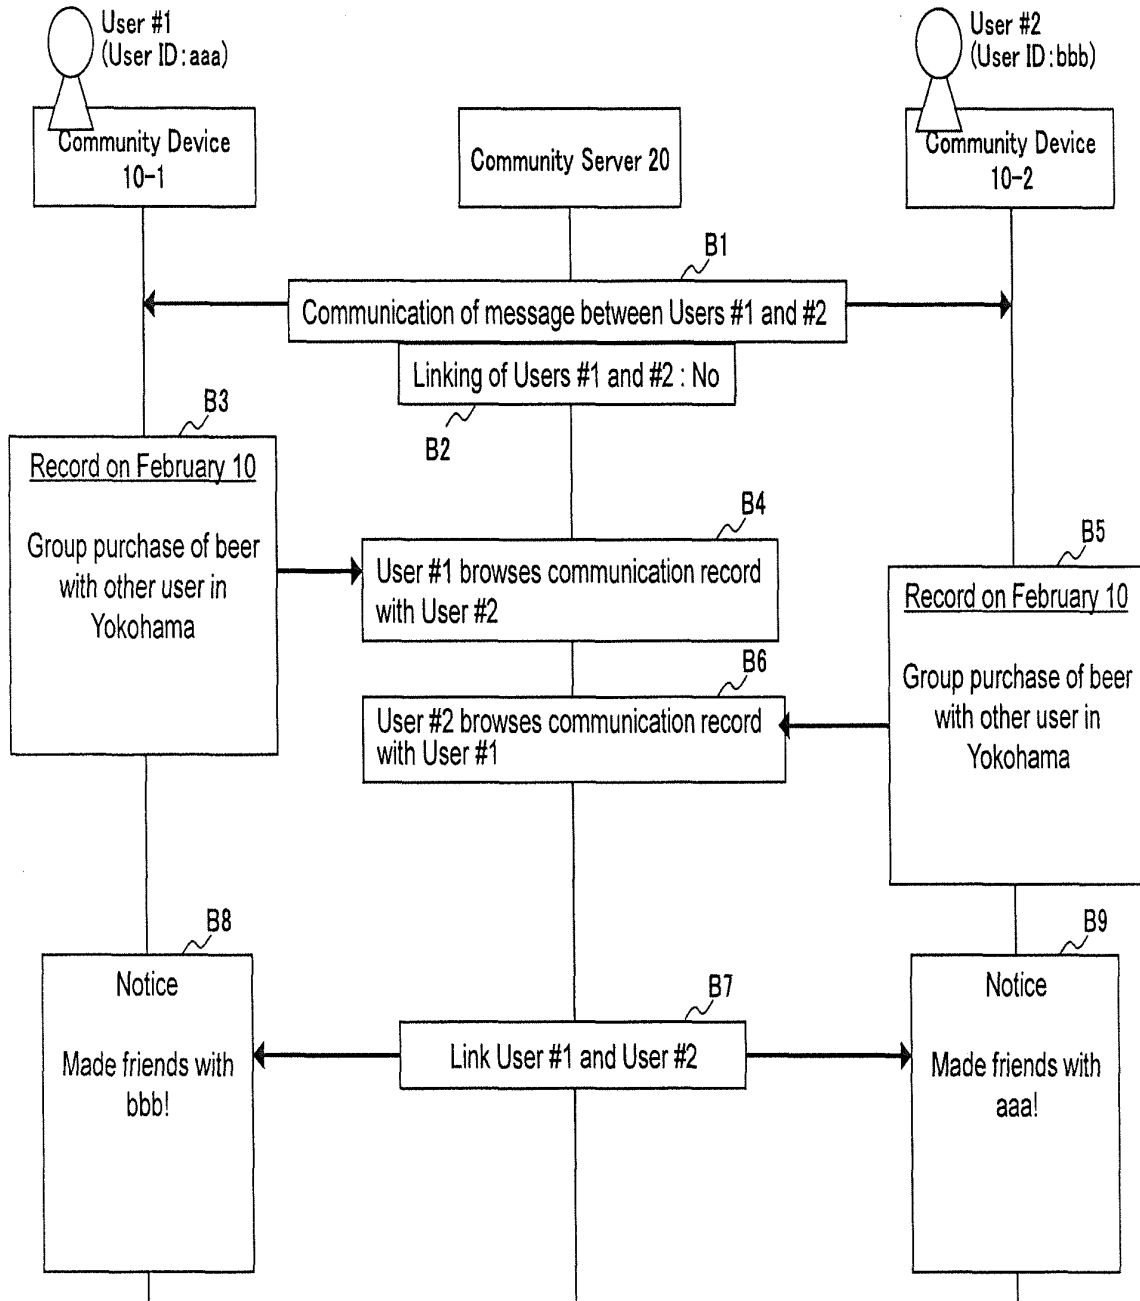 User #1
(User ID:aaa)
User #2
(User ID:bbb)
Community Device
10-1
Community Server 20
Community Device
10-2
B1
Communication of message between Users #1 and #2
Linking of Users #1 and #2 : No
B2
B3
Record on February 10
Group purchase of beer
with other user in
Yokohama
B4
User #1 browses communication record
with User #2
B5
Record on February 10
Group purchase of beer
with other user in
Yokohama
B6
User #2 browses communication record
with User #1
B8
Notice
Made friends with
bbb!
B7
Link User #1 and User #2
B9
Notice
Made friends with
aaa!